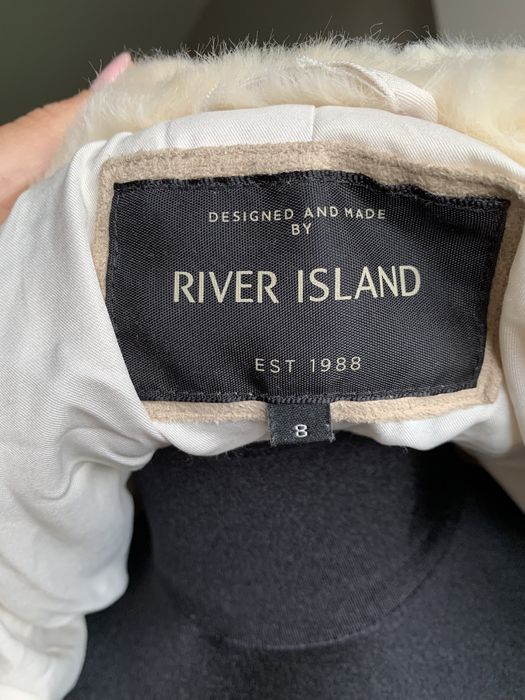 DESIGNED AND MADE
BY
RIVER ISLAND
EST 1988
8